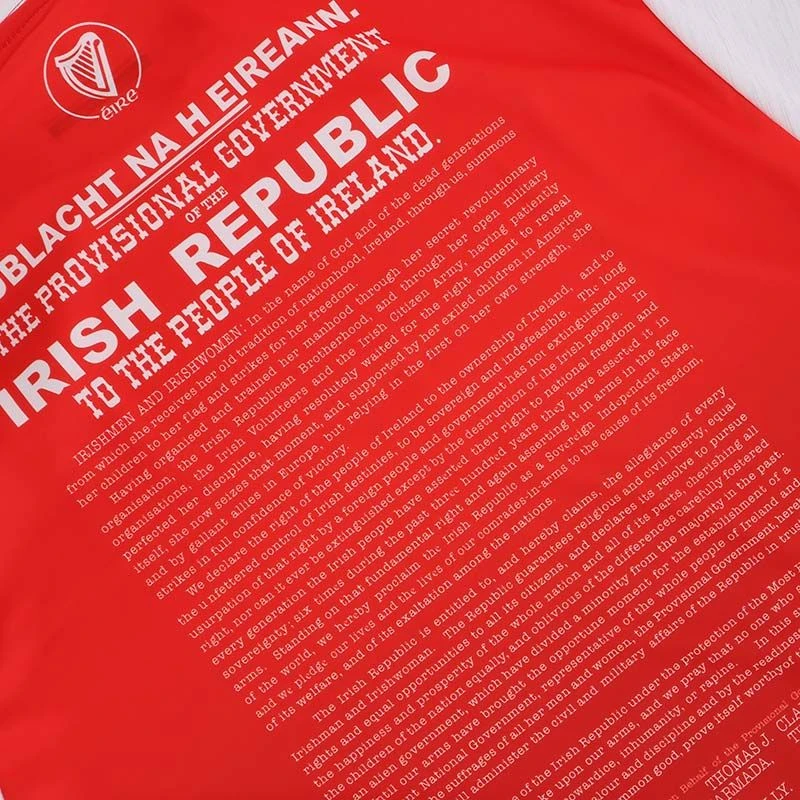 éire
OBLACHT NA H EIREANN.
THE PROVISIONAL GOVERNMENT
OF THE
IRISH REPUBLIC
TO THE PEOPLE OF IRELAND.
IRISHMEN AND IRISHWOMEN: In the name of God and of the dead generations
from which she receives her old tradition of nationhood, Ireland, through us, summons
her children to her flag and strikes for her freedom.
Having organised and trained her manhood through her secret revolutionary
organisation, the Irish Republican Brotherhood, and through her open military
organisations, the Irish Volunteers and the Irish Citizen Army, having patiently
perfected her discipline, having resolutely waited for the right moment to reveal
itself, she now seizes that moment, and, supported by her exiled children in America
and by gallant allies in Europe, but relying in the first on her own strength, she
strikes in full confidence of victory.
We declare the right of the people of Ireland to the ownership of Ireland, and to
the unfettered control of Irish destinies, to be sovereign and indefeasible. The long
usurpation of that right by a foreign people and government has not extinguished the
right, nor can it ever be extinguished except by the destruction of the Irish people. In
every generation the Irish people have asserted their right to national freedom and
sovereignty; six times during the past three hundred years they have asserted it in
arms. Standing on that fundamental right and again asserting it in arms in the face
of the world, we hereby proclaim the Irish Republic as a Sovereign Independent State,
and we pledge our lives and the lives of our comrades-in-arms to the cause of its freedom,
of its welfare, and of its exaltation among the nations.
The Irish Republic is entitled to, and hereby claims, the allegiance of every
Irishman and Irishwoman. The Republic guarantees religious and civil liberty, equal
rights and equal opportunities to all its citizens, and declares its resolve to pursue
the happiness and prosperity of the whole nation and of all of its parts, cherishing all
the children of the nation equally, and oblivious of the differences carefully fostered
an alien government, which have divided a minority from the majority in the past.
Until our arms have brought the opportune moment for the establishment of a
ent National Government, representative of the whole people of Ireland and
the suffrages of all her men and women, the Provisional Government, here
ll administer the civil and military affairs of the Republic in trust
of the Irish Republic under the protection of the Most
upon our arms, and we pray that no one who
cowardice, inhumanity, or rapine. In this
valour and discipline and by the readiness
common good, prove itself worthy of
Behalf of the Provisional G
THOMAS J. CLA